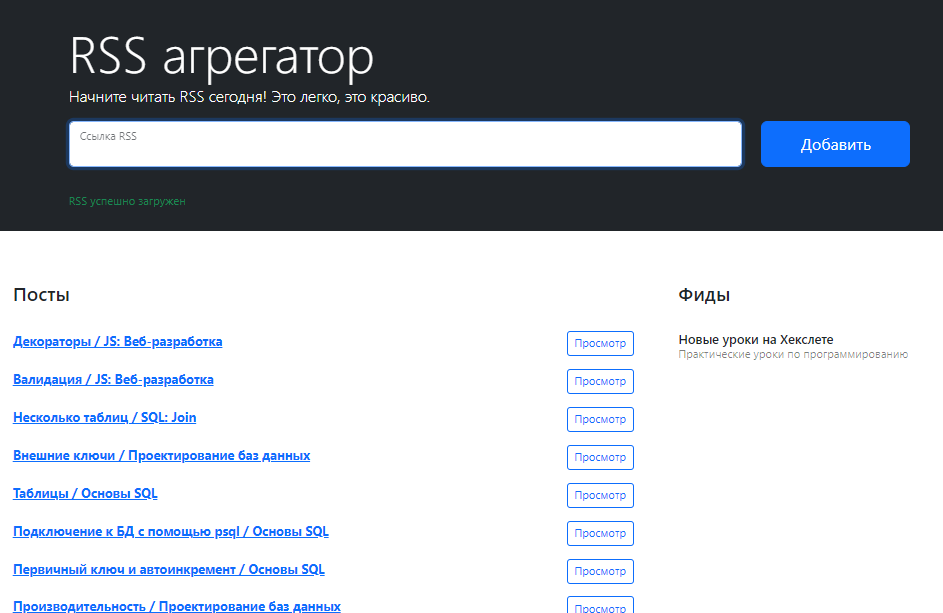 RSS агрегатор
Начните читать RSS сегодня! Это легко, это красиво.
Ссылка RSS
Добавить
RSS успешно загружен
Посты
Декораторы / JS: Веб-разработка
Просмотр
Валидация / JS: Веб-разработка
Просмотр
Несколько таблиц / SQL: Join
Просмотр
Внешние ключи / Проектирование баз данных
Просмотр
Таблицы / Основы SQL
Просмотр
Подключение к БД с помощью psql / Основы SQL
Просмотр
Первичный ключ и автоинкремент / Основы SQL
Просмотр
Производительность / Проектирование баз данных
Просмотр
Фиды
Новые уроки на Хекслете
Практические уроки по программированию